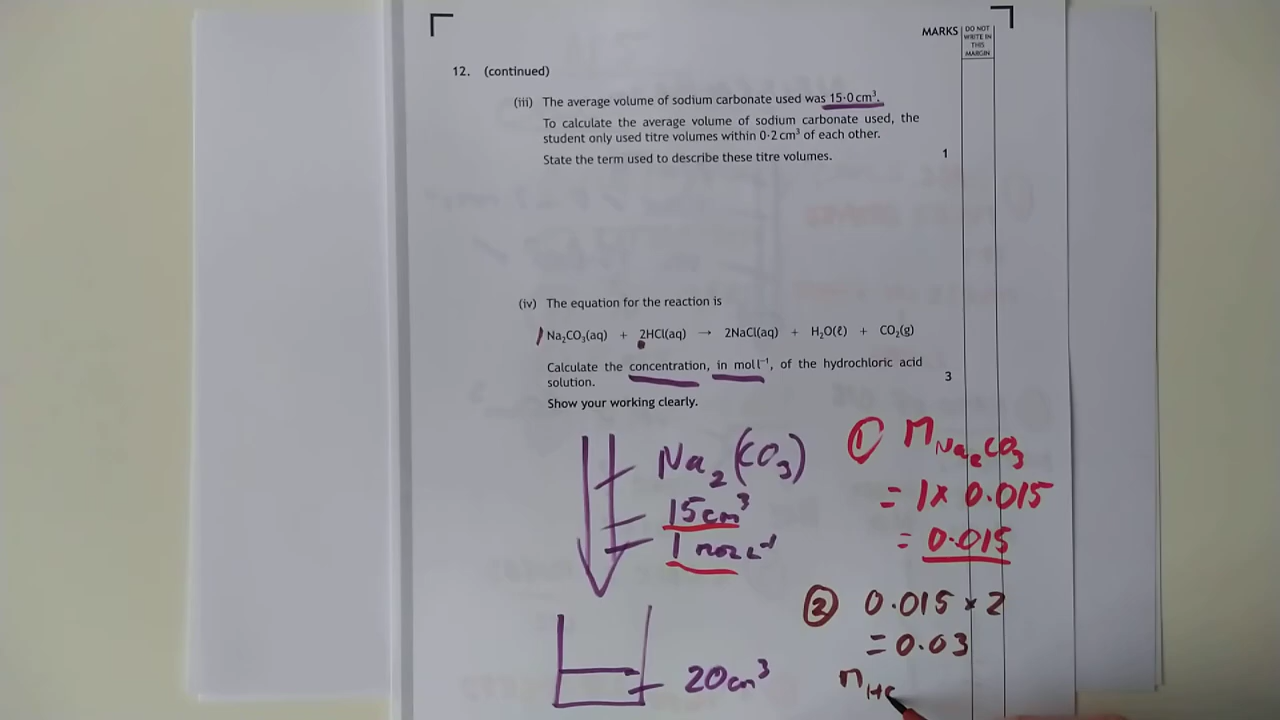 MARKS
DO NOT
WRITE IN
THIS
MARGIN
12. (continued)
(iii) The average volume of sodium carbonate used was 15·0 cm³.
To calculate the average volume of sodium carbonate used, the
student only used titre volumes within 0·2 cm³ of each other.
State the term used to describe these titre volumes. 1
(iv) The equation for the reaction is
1 Na₂CO₃(aq) + 2HCl(aq) → 2NaCl(aq) + H₂O(ℓ) + CO₂(g)
Calculate the concentration, in mol l⁻¹, of the hydrochloric acid
solution. 3
Show your working clearly.
Na₂(CO₃)
15cm³
1 mol L⁻¹
20cm³
① n Na₂CO₃
= 1 x 0.015
= 0.015
② 0.015 x 2
= 0.03
n HC